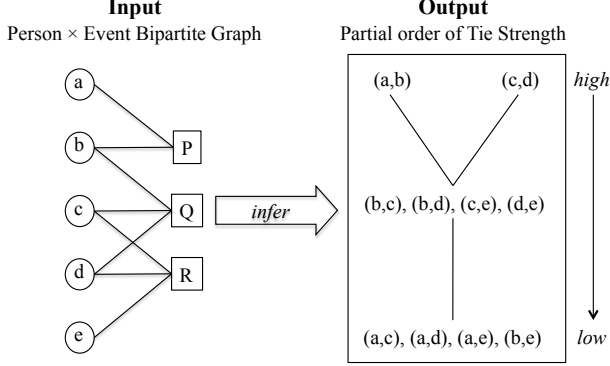 Input
Person × Event Bipartite Graph
a
b
c
d
e
P
Q
R
infer
Output
Partial order of Tie Strength
(a,b) (c,d)
(b,c), (b,d), (c,e), (d,e)
(a,c), (a,d), (a,e), (b,e)
high
low